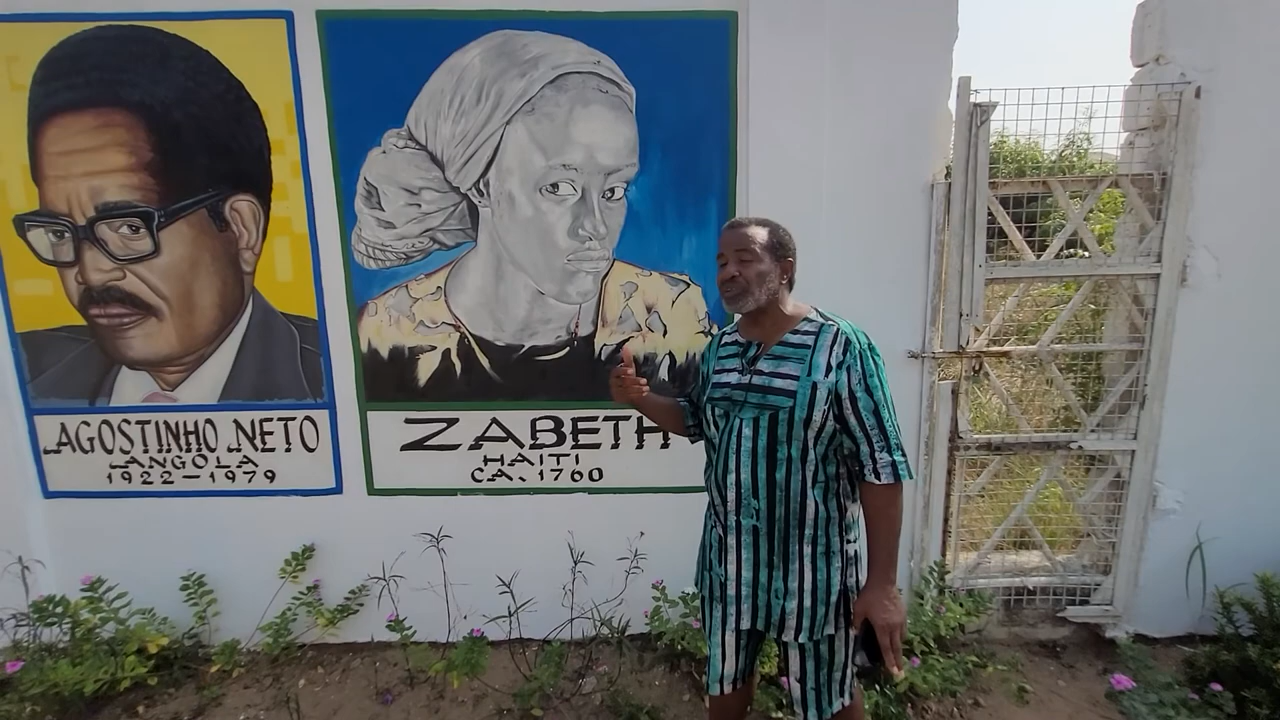 AGOSTINHO NETO
ANGOLA
1922-1979
ZABETH
HAITI
CA. 1760